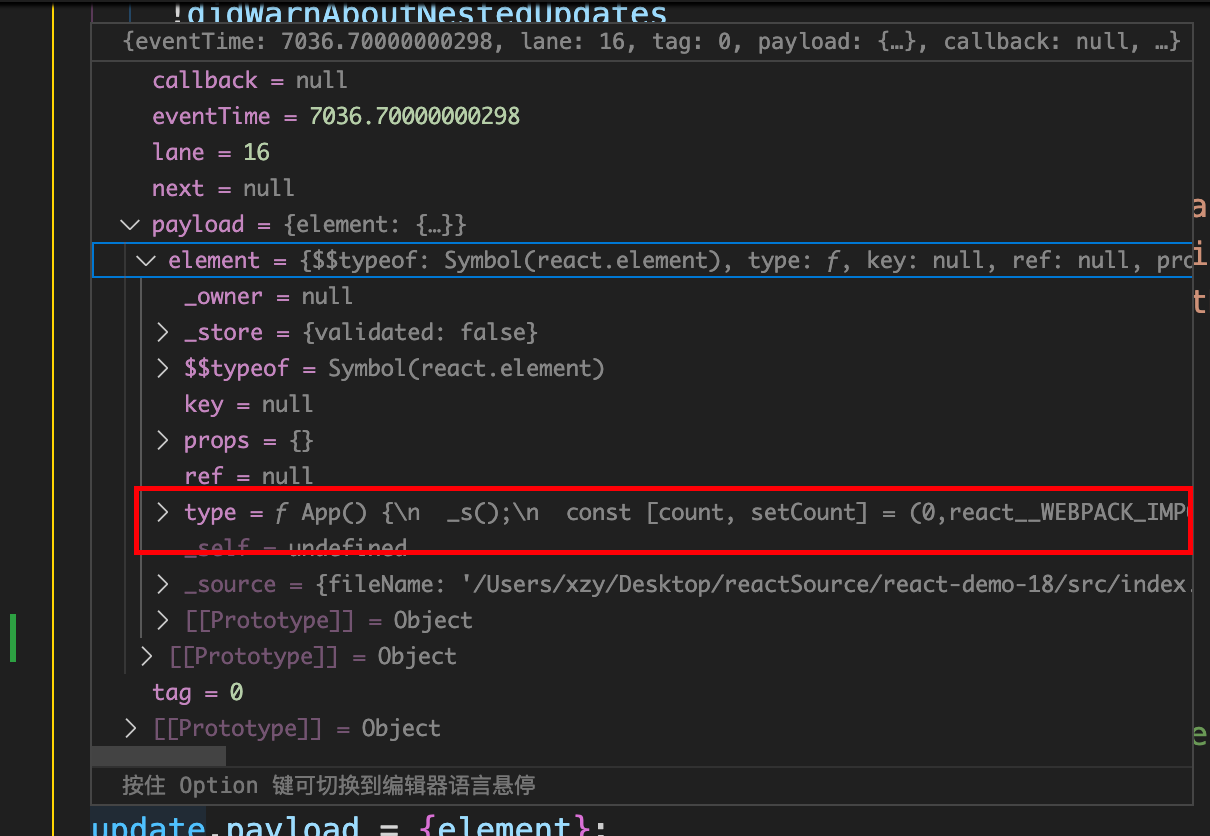 !didWarnAboutNestedUpdates
{eventTime: 7036.70000000298, lane: 16, tag: 0, payload: {…}, callback: null, …}
callback = null
eventTime = 7036.70000000298
lane = 16
next = null
payload = {element: {…}}
element = {$$typeof: Symbol(react.element), type: ƒ, key: null, ref: null, pro
_owner = null
_store = {validated: false}
$$typeof = Symbol(react.element)
key = null
props = {}
ref = null
type = ƒ App() {\n  _s();\n  const [count, setCount] = (0,react__WEBPACK_IMP
_self = undefined
_source = {fileName: '/Users/xzy/Desktop/reactSource/react-demo-18/src/index.
[[Prototype]] = Object
[[Prototype]] = Object
tag = 0
[[Prototype]] = Object
按住 Option 键可切换到编辑器语言悬停
update.payload = {element};